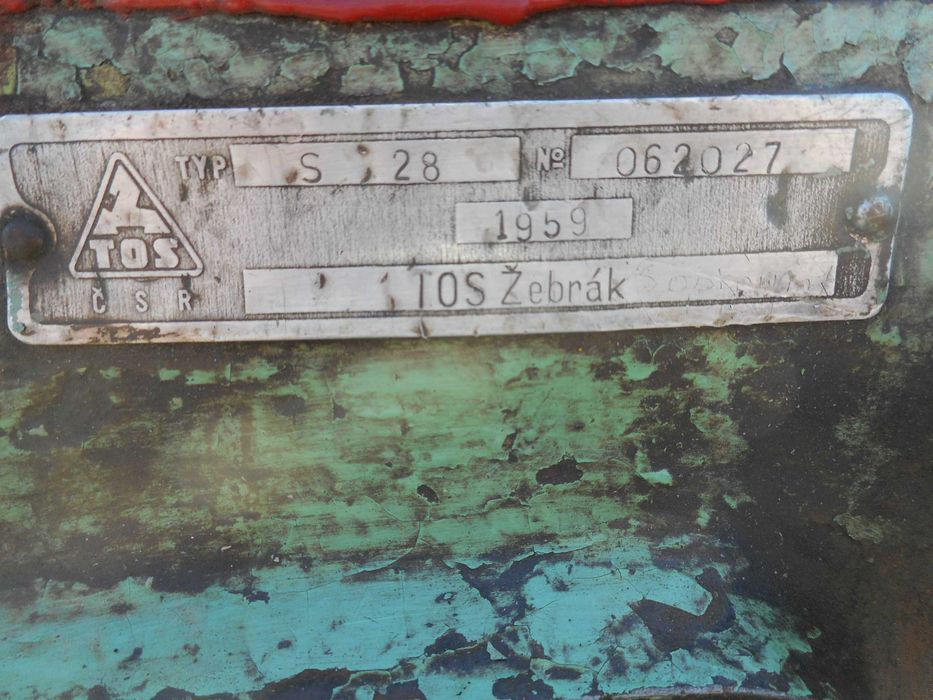 TYP S 28 № 062027
1959
TOS
ČSR TOS Žebrák